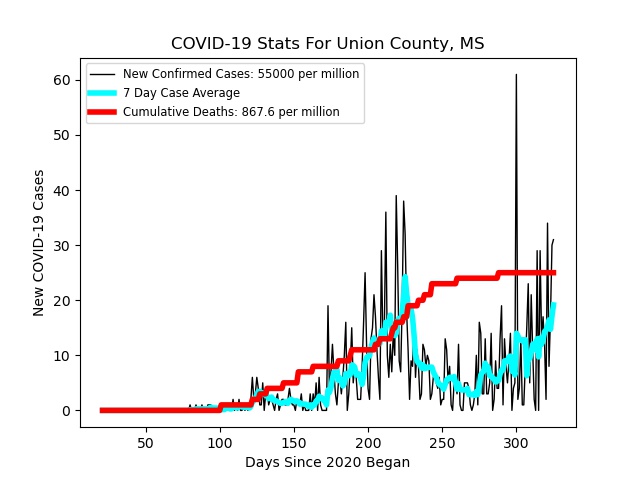 COVID-19 Stats For Union County, MS
New Confirmed Cases: 55000 per million
7 Day Case Average
Cumulative Deaths: 867.6 per million
New COVID-19 Cases
60
50
40
30
20
10
0
50 100 150 200 250 300
Days Since 2020 Began